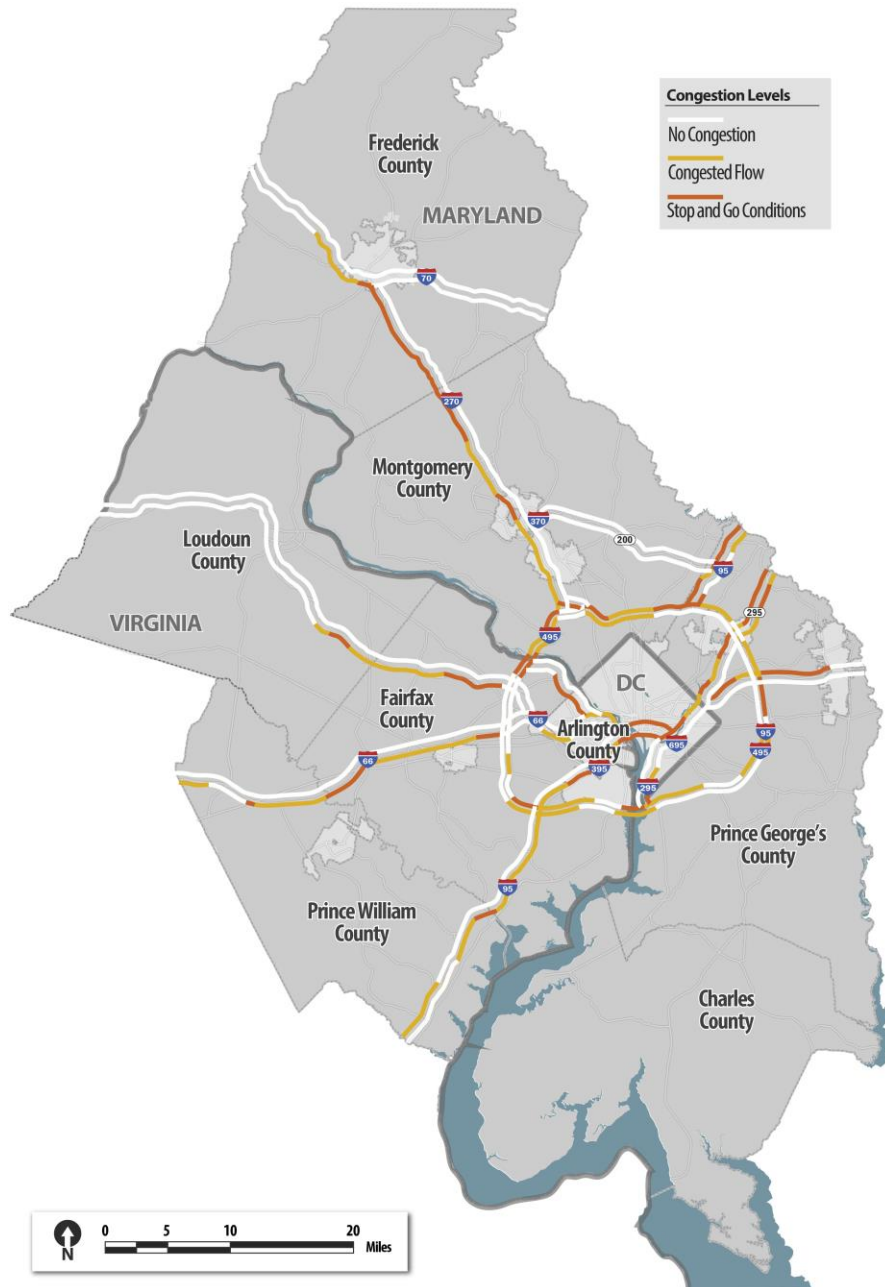 Congestion Levels
No Congestion
Congested Flow
Stop and Go Conditions
Frederick
County
MARYLAND
70
270
Montgomery
County
370
200
95
Loudoun
County
295
VIRGINIA
495
DC
Fairfax
County
66
Arlington
County
695
95
495
66
395
295
Prince George's
County
95
Prince William
County
Charles
County
0 5 10 20
Miles
N